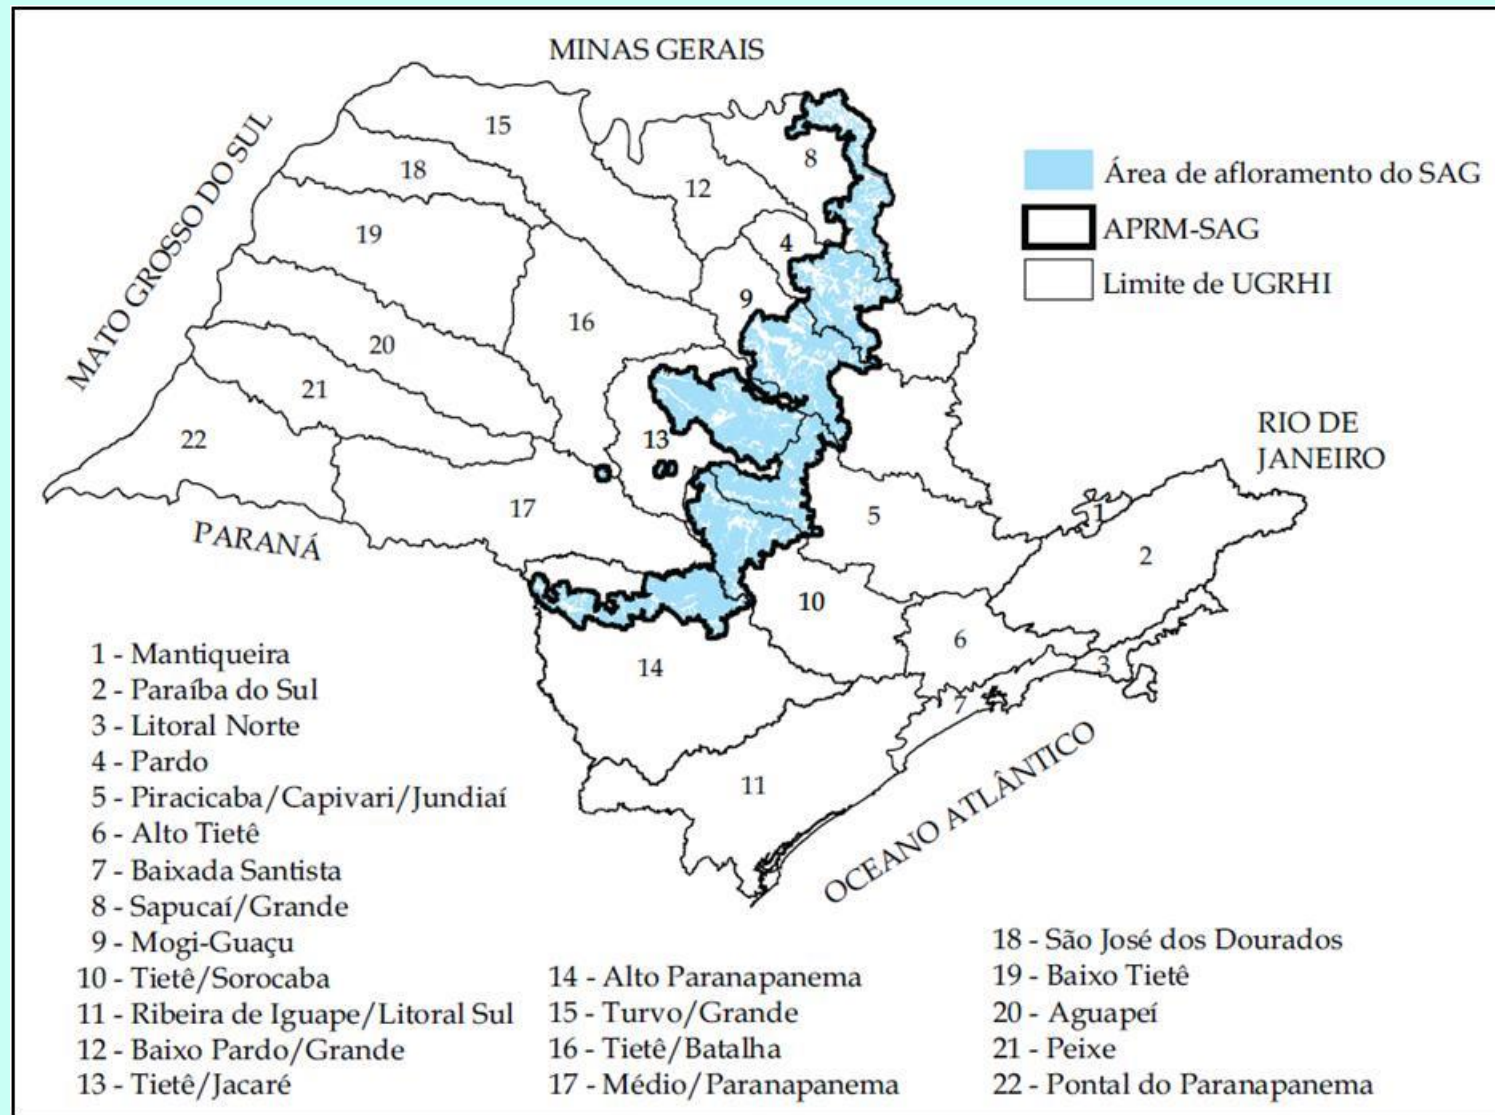 MINAS GERAIS
MATO GROSSO DO SUL
PARANÁ
RIO DE
JANEIRO
OCEANO ATLÂNTICO
Área de afloramento do SAG
APRM-SAG
Limite de UGRHI
15
8
18
12
19
4
9
16
20
21
22
13
17
5
1
2
10
6
3
14
7
11
1 - Mantiqueira
2 - Paraíba do Sul
3 - Litoral Norte
4 - Pardo
5 - Piracicaba/Capivari/Jundiaí
6 - Alto Tietê
7 - Baixada Santista
8 - Sapucaí/Grande
9 - Mogi-Guaçu
10 - Tietê/Sorocaba
11 - Ribeira de Iguape/Litoral Sul
12 - Baixo Pardo/Grande
13 - Tietê/Jacaré
14 - Alto Paranapanema
15 - Turvo/Grande
16 - Tietê/Batalha
17 - Médio/Paranapanema
18 - São José dos Dourados
19 - Baixo Tietê
20 - Aguapeí
21 - Peixe
22 - Pontal do Paranapanema